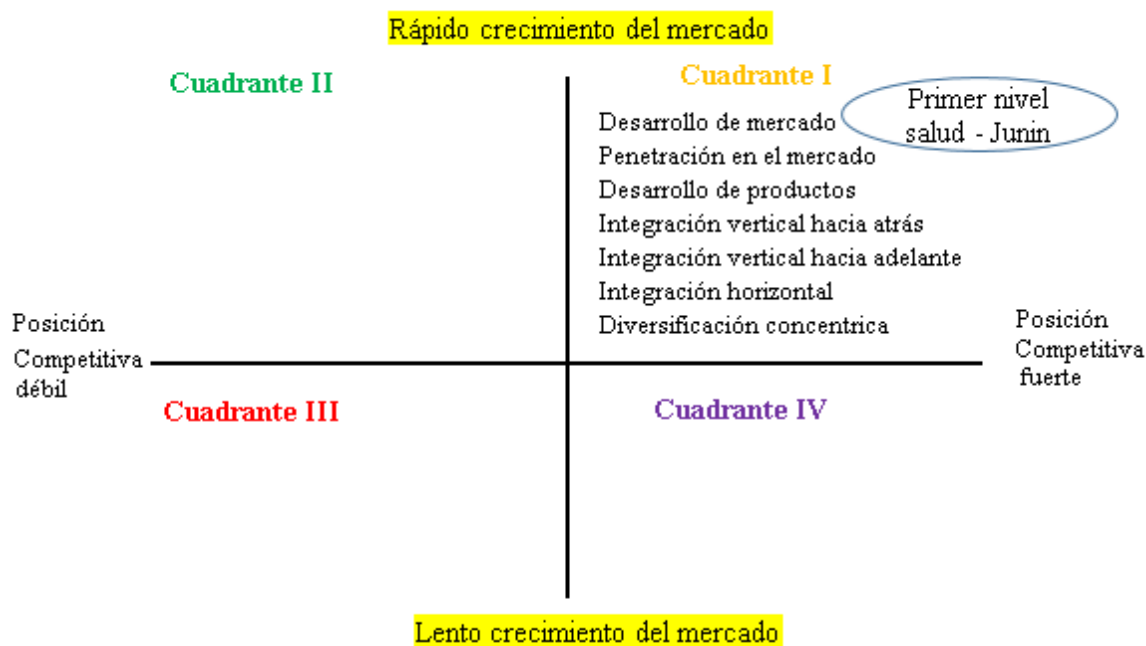 Rápido crecimiento del mercado
Cuadrante II
Cuadrante I
Primer nivel
salud - Junin
Desarrollo de mercado
Penetración en el mercado
Desarrollo de productos
Integración vertical hacia atrás
Integración vertical hacia adelante
Integración horizontal
Diversificación concentrica
Posición
Competitiva
débil
Posición
Competitiva
fuerte
Cuadrante III
Cuadrante IV
Lento crecimiento del mercado